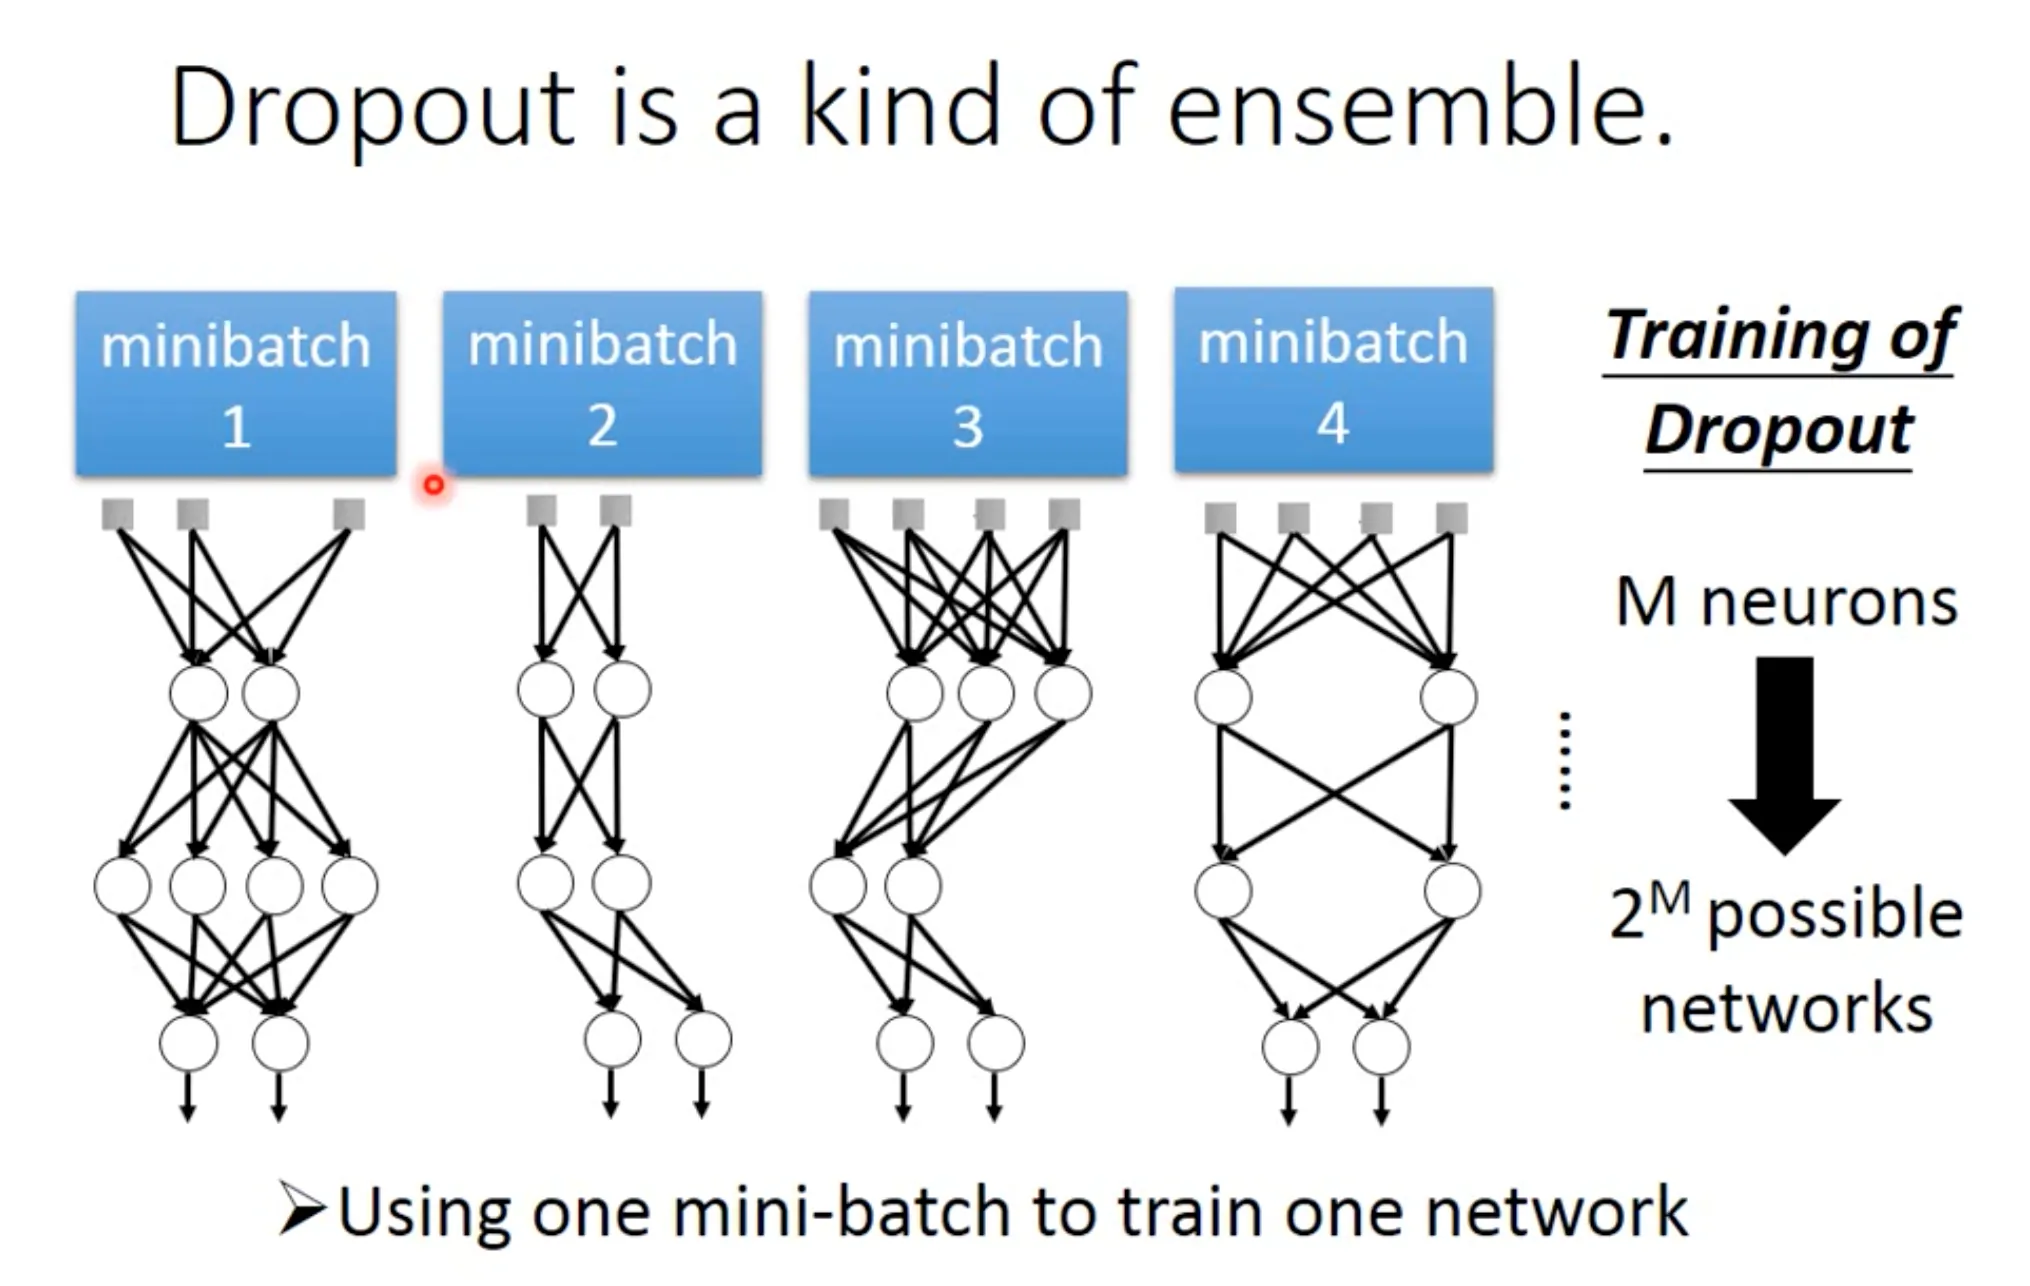 Dropout is a kind of ensemble.
minibatch
1
minibatch
2
minibatch
3
minibatch
4
Training of
Dropout
M neurons
......
2^M possible
networks
➢Using one mini-batch to train one network